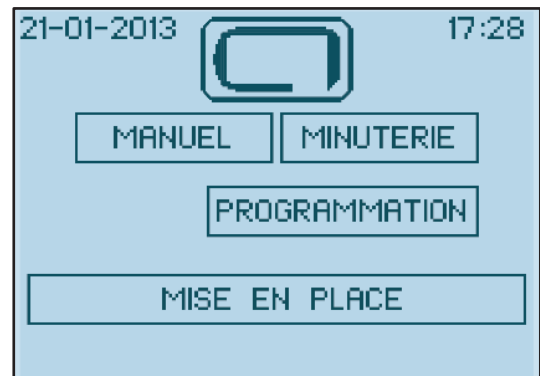 21-01-2013 17:28
MANUEL MINUTERIE
PROGRAMMATION
MISE EN PLACE